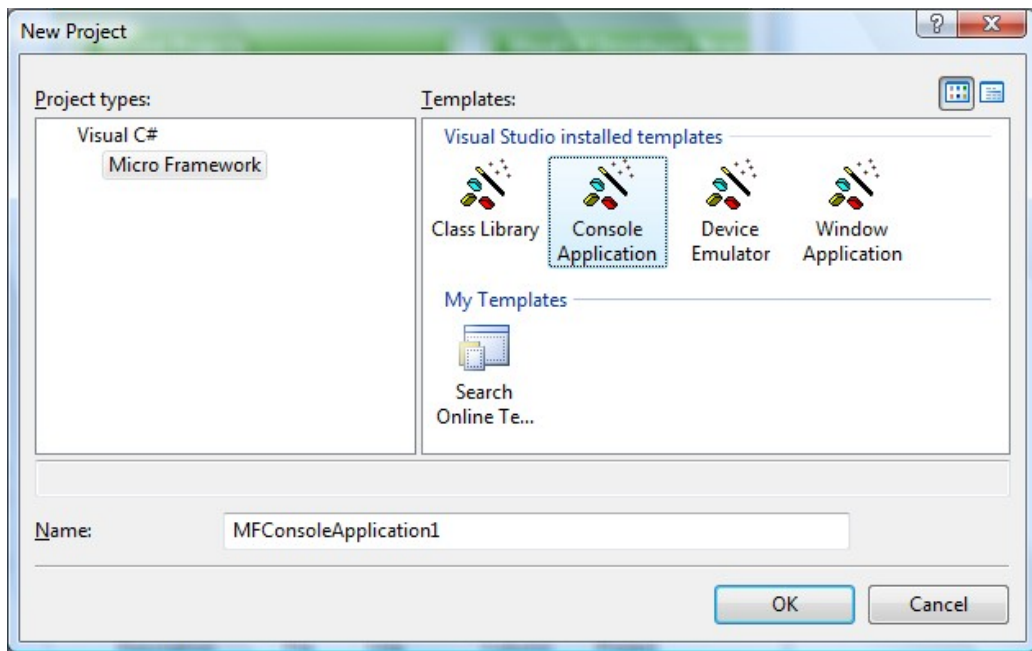 New Project
Project types:
Templates:
Visual C#
Micro Framework
Visual Studio installed templates
Class Library
Console
Application
Device
Emulator
Window
Application
My Templates
Search
Online Te...
Name:
MFConsoleApplication1
OK
Cancel